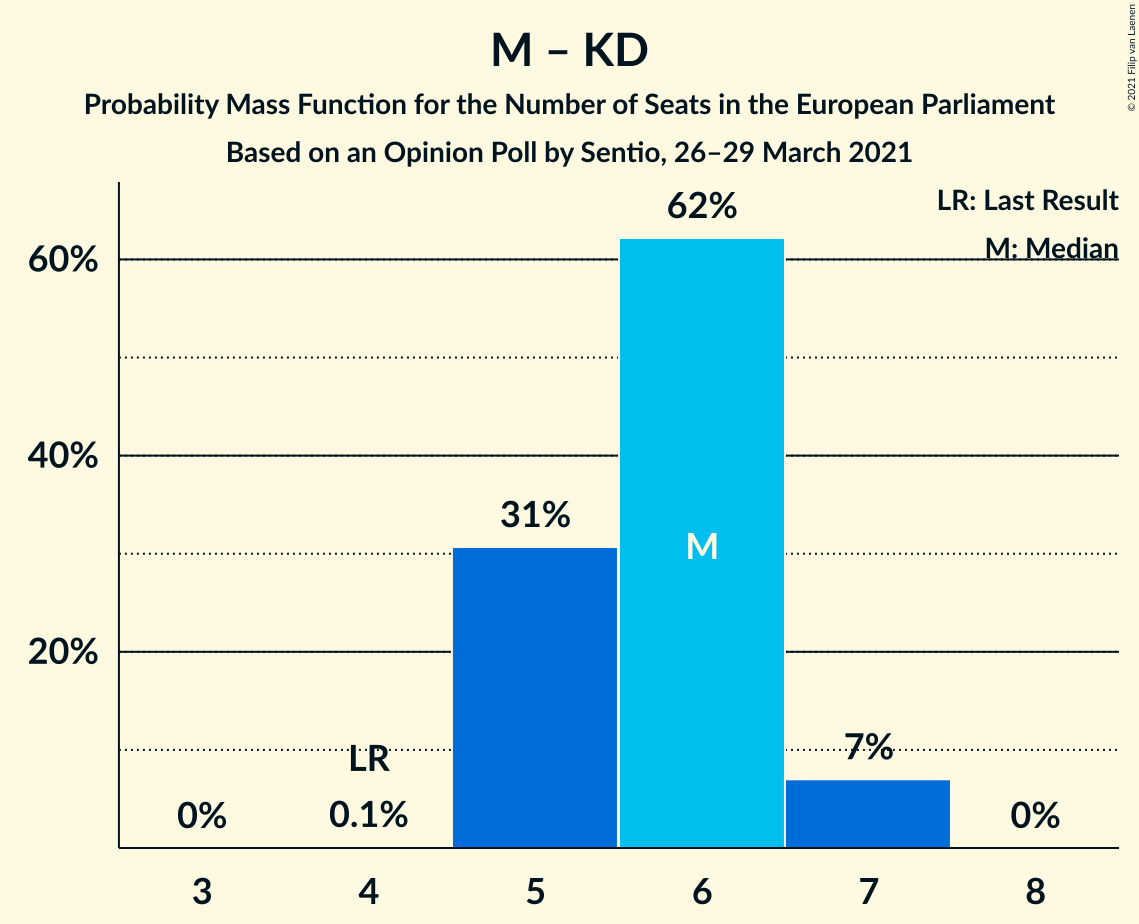 M – KD
Probability Mass Function for the Number of Seats in the European Parliament
Based on an Opinion Poll by Sentio, 26–29 March 2021
© 2021 Filip van Laenen
LR: Last Result
M: Median
60%
40%
20%
0%
LR
0.1%
31%
62%
M
7%
0%
3
4
5
6
7
8